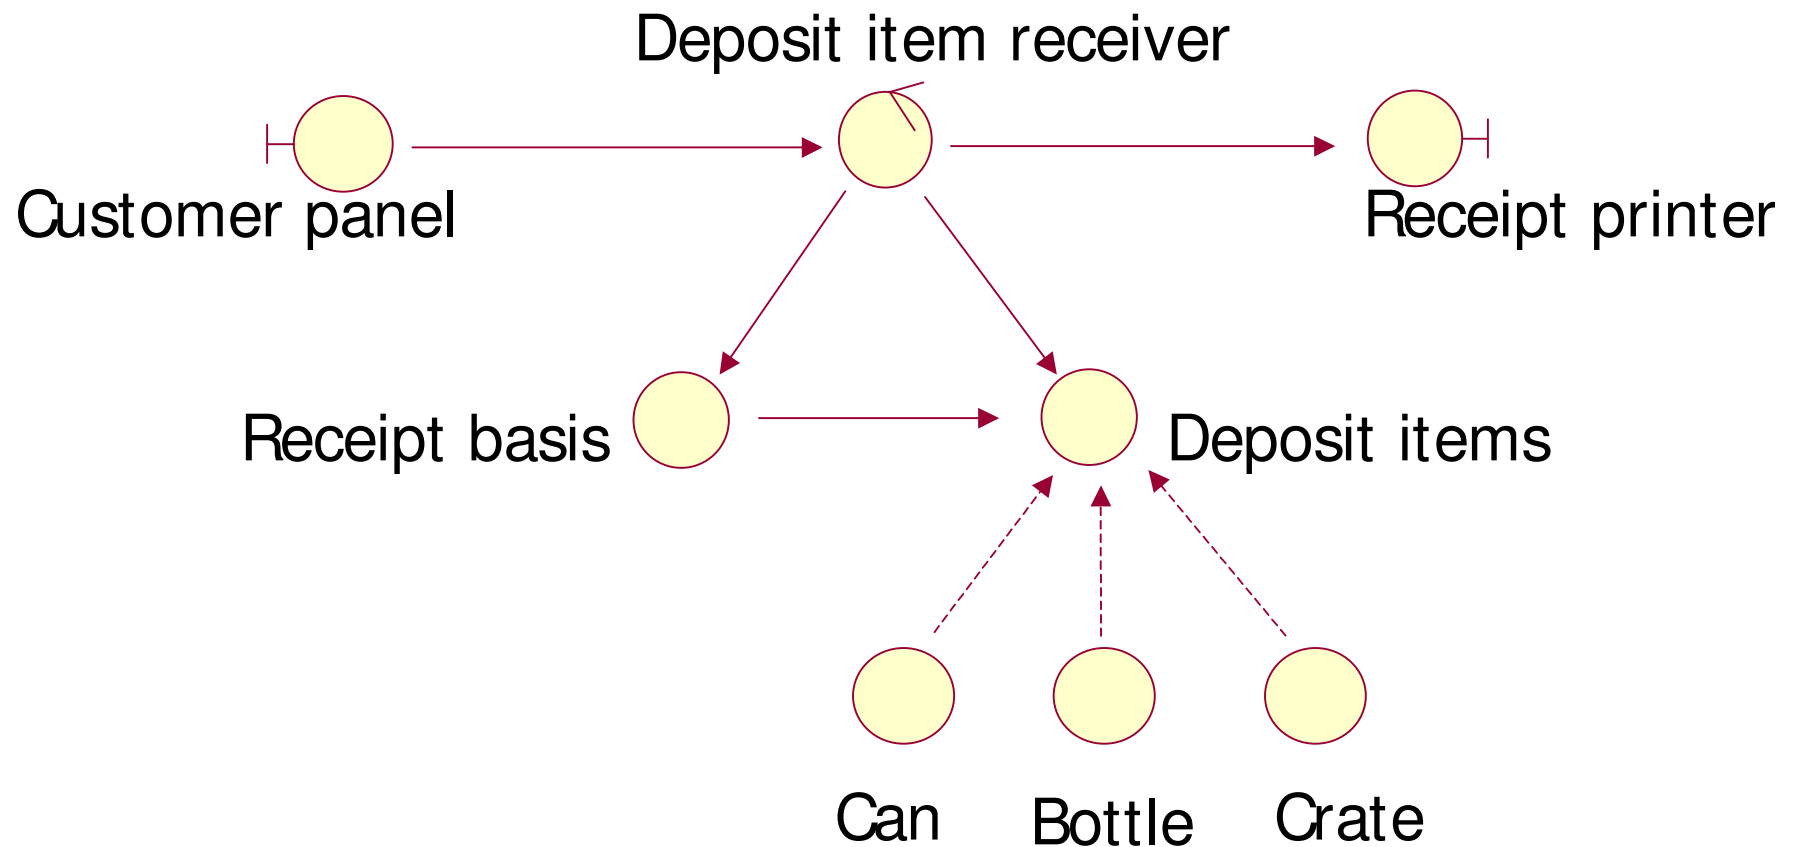 Deposit item receiver
Customer panel
Receipt printer
Receipt basis
Deposit items
Can
Bottle
Crate